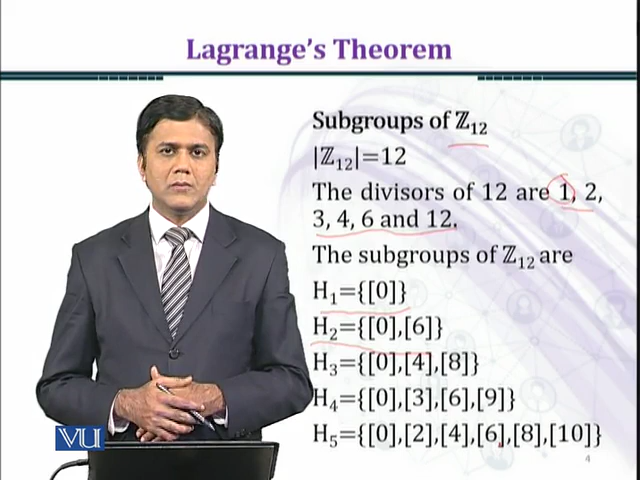 Lagrange's Theorem
Subgroups of ℤ₁₂
|ℤ₁₂|=12
The divisors of 12 are 1, 2,
3, 4, 6 and 12.
The subgroups of ℤ₁₂ are
H₁={[0]}
H₂={[0],[6]}
H₃={[0],[4],[8]}
H₄={[0],[3],[6],[9]}
H₅={[0],[2],[4],[6],[8],[10]}
VU
4